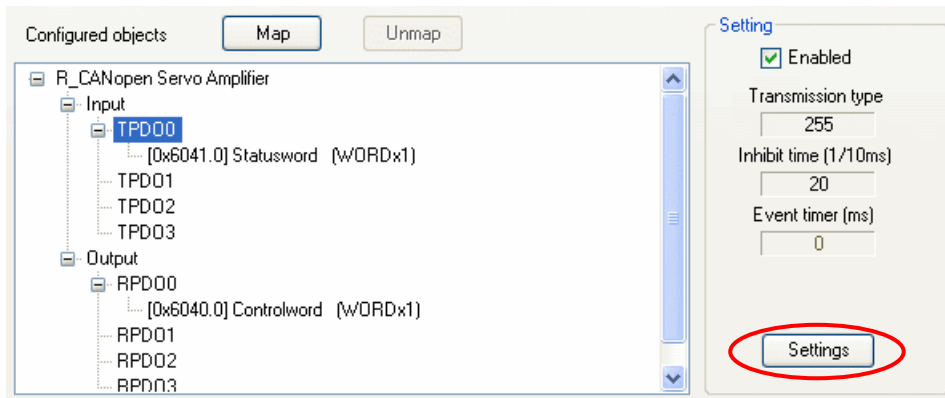 Configured objects
Map
Unmap
R_CANopen Servo Amplifier
Input
TPDO0
[0x6041.0] Statusword (WORDx1)
TPDO1
TPDO2
TPDO3
Output
RPDO0
[0x6040.0] Controlword (WORDx1)
RPDO1
RPDO2
RPDO3
Setting
Enabled
Transmission type
255
Inhibit time (1/10ms)
20
Event timer (ms)
0
Settings